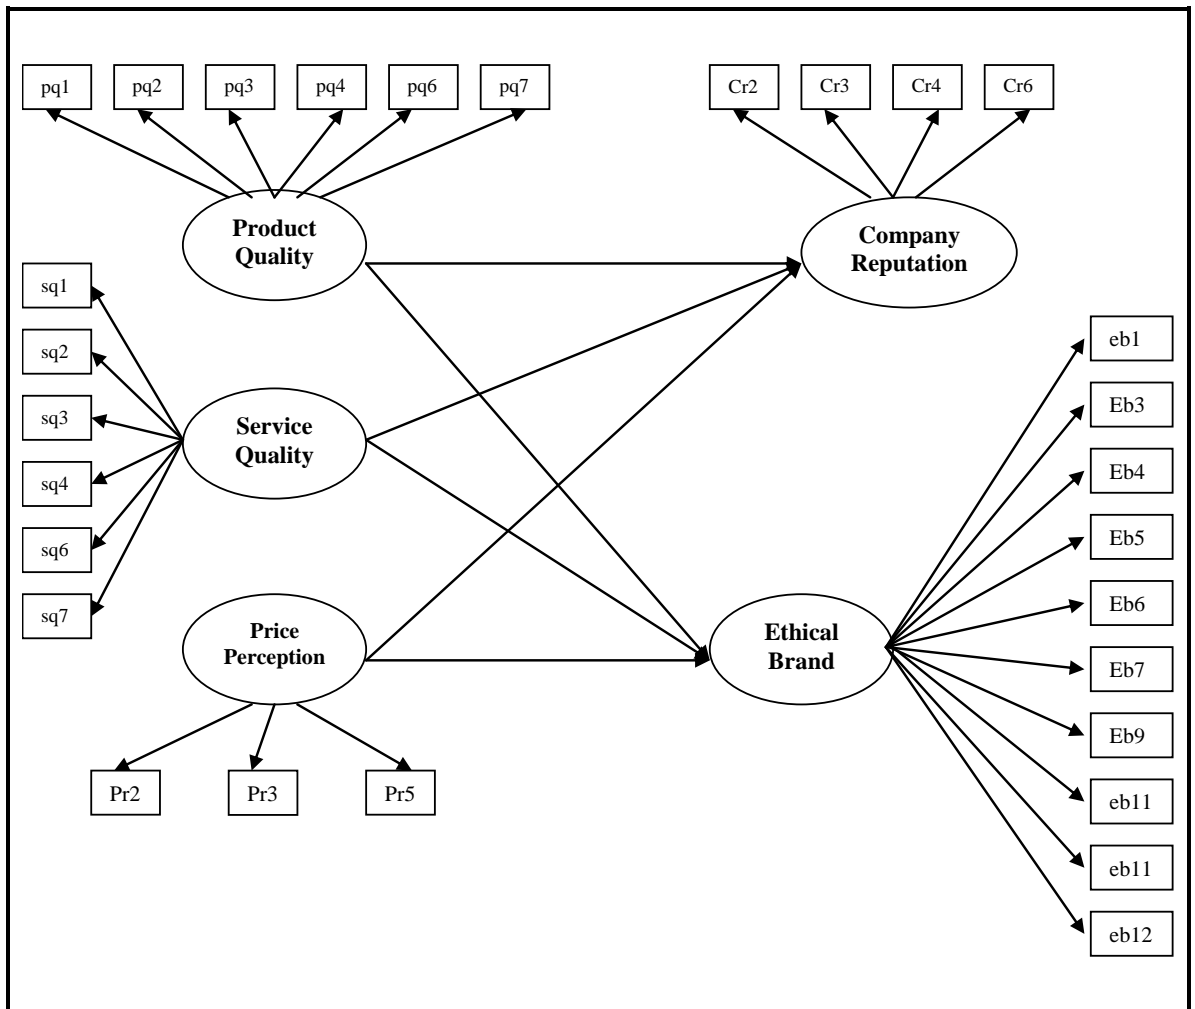 pq1 pq2 pq3 pq4 pq6 pq7 Cr2 Cr3 Cr4 Cr6
Product
Quality
Company
Reputation
sq1
sq2
sq3
sq4
sq6
sq7
Service
Quality
Price
Perception
Pr2 Pr3 Pr5
Ethical
Brand
eb1
Eb3
Eb4
Eb5
Eb6
Eb7
Eb9
eb11
eb11
eb12